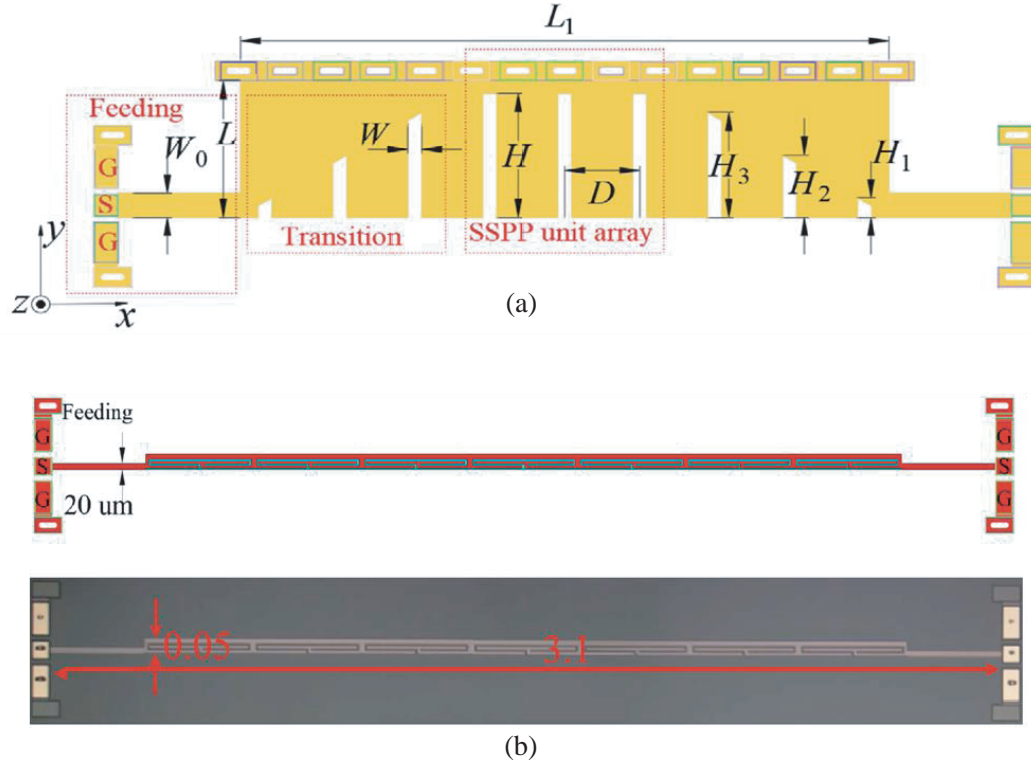 L1
Feeding
W0
L
W
H
D
H3
H2
H1
G
S
G
Transition
SSPP unit array
y
z
x
(a)
Feeding
G
S
G
20 um
G
S
G
0.05
3.1
(b)